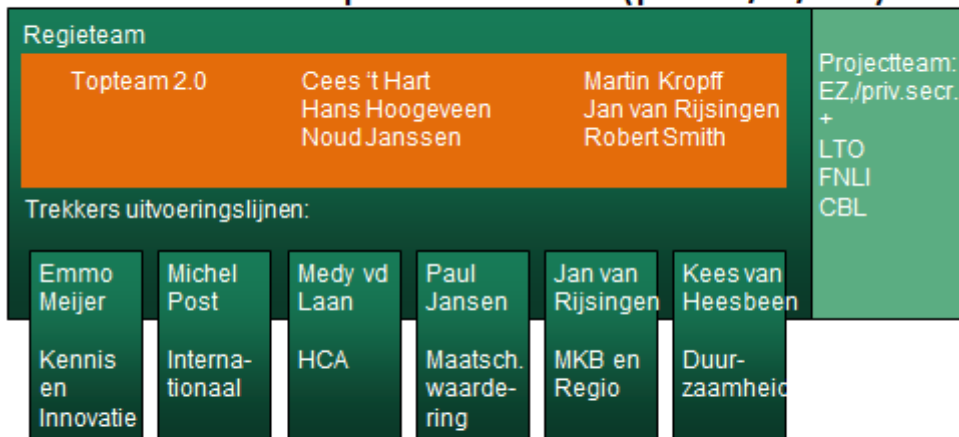 Regieteam
Topteam 2.0
Cees ‘t Hart
Hans Hoogeveen
Noud Janssen
Martin Kropff
Jan van Rijsingen
Robert Smith
Projectteam:
EZ,/priv.secr.
+
LTO
FNLI
CBL
Trekkers uitvoeringslijnen:
Emmo
Meijer
Kennis
en
Innovatie
Michel
Post
Interna-
tionaal
Medy vd
Laan
HCA
Paul
Jansen
Maatsch.
waarde-
ring
Jan van
Rijsingen
MKB en
Regio
Kees van
Heesbeen
Duur-
zaamheid